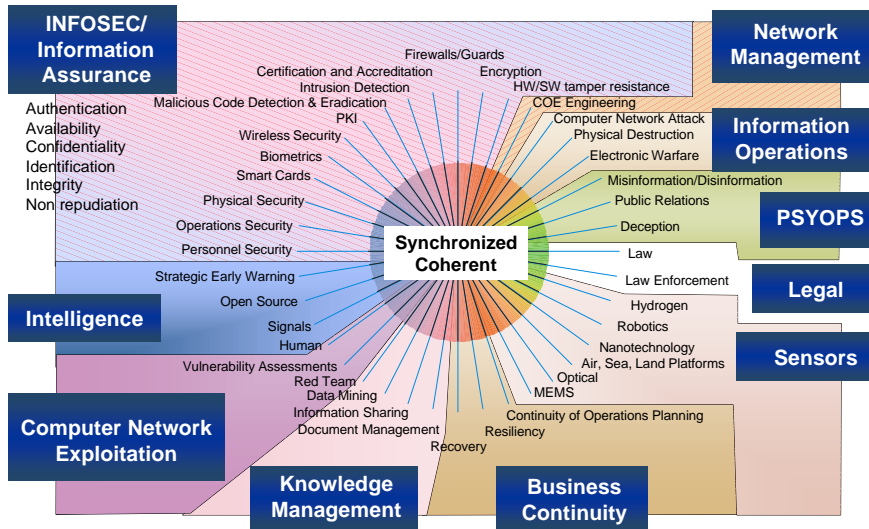 INFOSEC/
Information
Assurance
Authentication
Availability
Confidentiality
Identification
Integrity
Non repudiation
Network
Management
Information
Operations
PSYOPS
Legal
Sensors
Business
Continuity
Knowledge
Management
Computer Network
Exploitation
Intelligence
Synchronized
Coherent
Firewalls/Guards
Encryption
HW/SW tamper resistance
COE Engineering
Computer Network Attack
Physical Destruction
Electronic Warfare
Misinformation/Disinformation
Public Relations
Deception
Law
Law Enforcement
Hydrogen
Robotics
Nanotechnology
Air, Sea, Land Platforms
Optical
MEMS
Continuity of Operations Planning
Resiliency
Recovery
Document Management
Information Sharing
Data Mining
Red Team
Vulnerability Assessments
Human
Signals
Open Source
Strategic Early Warning
Personnel Security
Operations Security
Physical Security
Smart Cards
Biometrics
Wireless Security
PKI
Malicious Code Detection & Eradication
Intrusion Detection
Certification and Accreditation